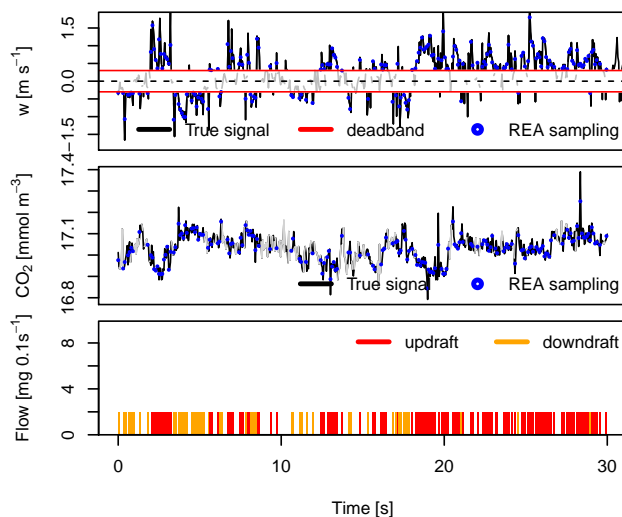 w [m s⁻¹]
1.5
0.0
−1.5
True signal deadband REA sampling
CO₂ [mmol m⁻³]
17.4
17.1
16.8
True signal REA sampling
Flow [mg 0.1s⁻¹]
8
4
0
updraft downdraft
0 10 20 30
Time [s]